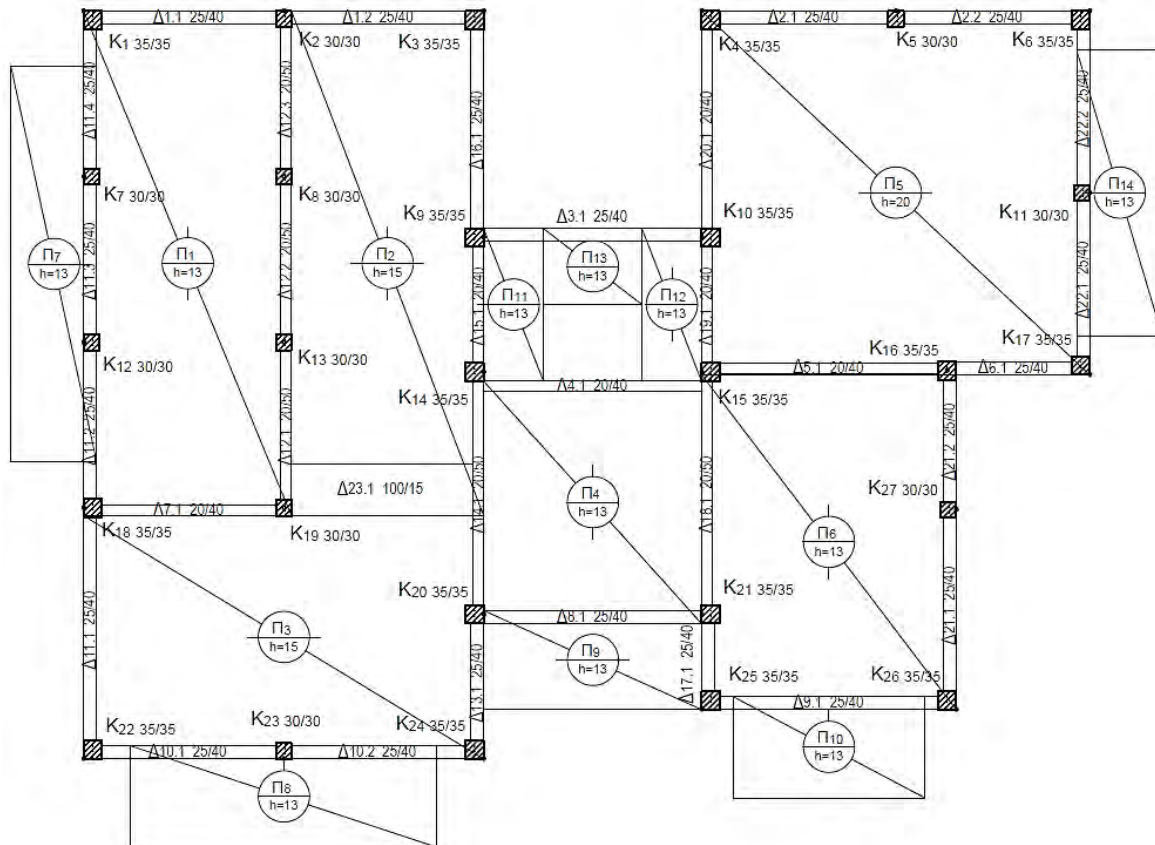 Δ1.1 25/40
Δ1.2 25/40
Δ2.1 25/40
Δ2.2 25/40
K1 35/35
K2 30/30
K3 35/35
K4 35/35
K5 30/30
K6 35/35
Δ11.4 25/40
Δ12.3 20/50
Δ16.1 25/40
Δ20.1 20/40
Δ22.2 25/40
K7 30/30
K8 30/30
Π5
h=20
Π14
h=13
K9 35/35
Δ3.1 25/40
K10 35/35
K11 30/30
Π7
h=13
Π1
h=13
Π2
h=15
Π13
h=13
Δ11.3 25/40
Δ12.2 20/50
Δ15.1 20/40
Π11
h=13
Π12
h=13
Δ19.1 20/40
Δ22.1 25/40
K12 30/30
K13 30/30
K16 35/35
K17 35/35
K14 35/35
Δ4.1 20/40
K15 35/35
Δ5.1 20/40
Δ6.1 25/40
Δ11.2 25/40
Δ12.1 20/50
Δ21.2 25/40
Δ23.1 100/15
Δ14.1 20/50
Π4
h=13
Δ18.1 20/50
K27 30/30
Δ7.1 20/40
K18 35/35
K19 30/30
Π6
h=13
K20 35/35
K21 35/35
Δ11.1 25/40
Π3
h=15
Δ8.1 25/40
Δ21.1 25/40
Δ13.1 25/40
Π9
h=13
Δ17.1 25/40
K25 35/35
K26 35/35
Δ9.1 25/40
K22 35/35
K23 30/30
K24 35/35
Δ10.1 25/40
Δ10.2 25/40
Π10
h=13
Π8
h=13